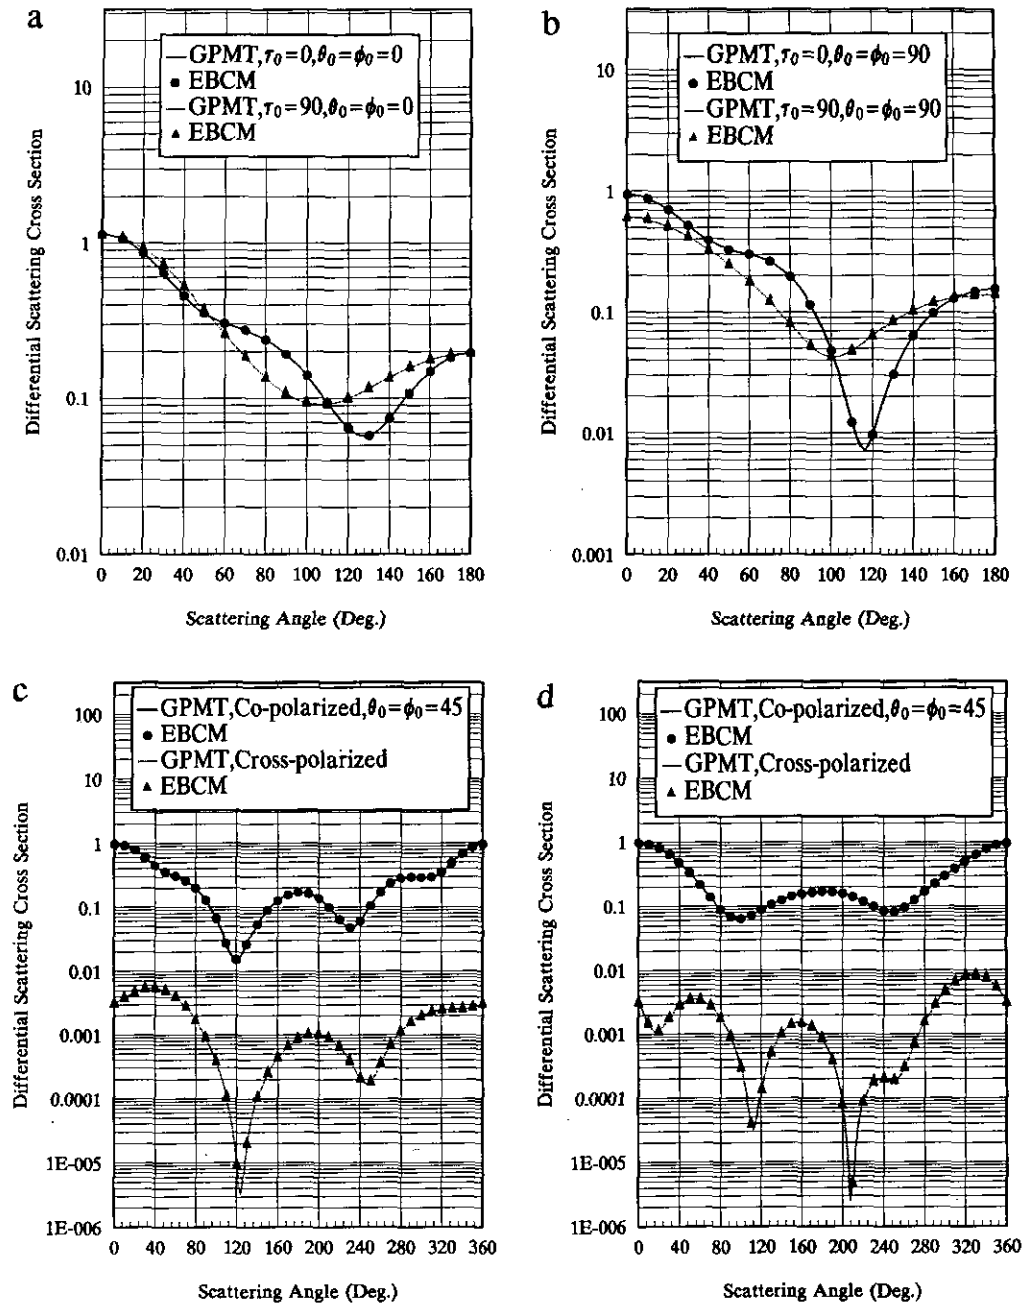 a
GPMT,τ₀=0,θ₀=ϕ₀=0
EBCM
GPMT,τ₀=90,θ₀=ϕ₀=0
EBCM
Differential Scattering Cross Section
10
1
0.1
0.01
0 20 40 60 80 100 120 140 160 180
Scattering Angle (Deg.)
b
GPMT,τ₀=0,θ₀=ϕ₀=90
EBCM
GPMT,τ₀=90,θ₀=ϕ₀=90
EBCM
Differential Scattering Cross Section
10
1
0.1
0.01
0.001
0 20 40 60 80 100 120 140 160 180
Scattering Angle (Deg.)
c
GPMT,Co-polarized,θ₀=ϕ₀=45
EBCM
GPMT,Cross-polarized
EBCM
Differential Scattering Cross Section
100
10
1
0.1
0.01
0.001
0.0001
1E-005
1E-006
0 40 80 120 160 200 240 280 320 360
Scattering Angle (Deg.)
d
GPMT,Co-polarized,θ₀=ϕ₀=45
EBCM
GPMT,Cross-polarized
EBCM
Differential Scattering Cross Section
100
10
1
0.1
0.01
0.001
0.0001
1E-005
1E-006
0 40 80 120 160 200 240 280 320 360
Scattering Angle (Deg.)